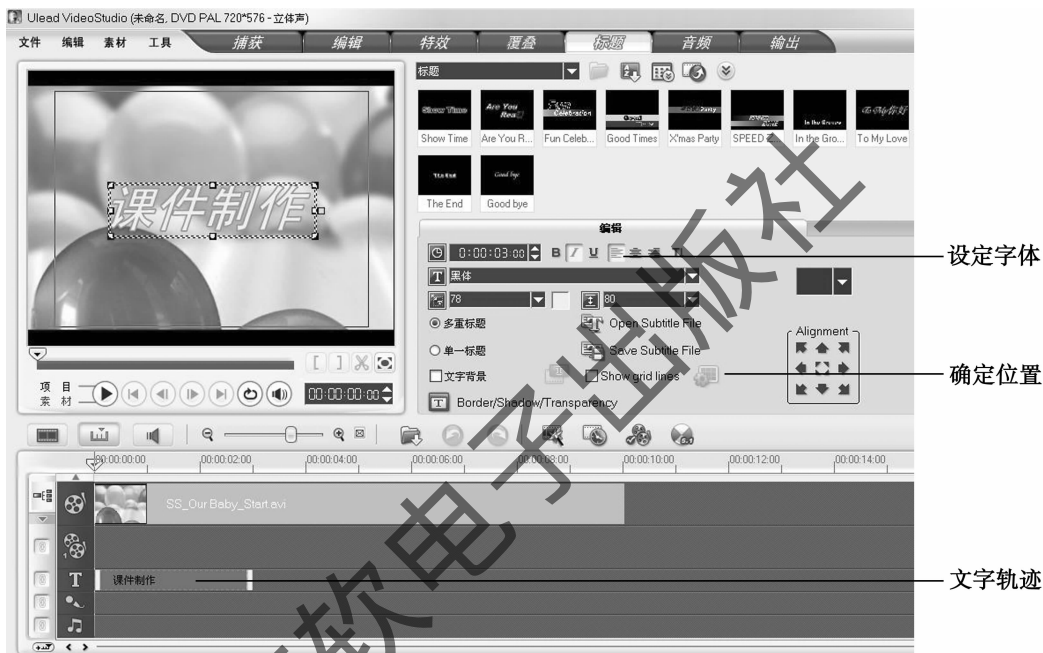 Ulead VideoStudio (未命名, DVD PAL 720*576 - 立体声)
文件 编辑 素材 工具 捕获 编辑 特效 覆叠 标题 音频 输出
标题
课件制作
Show Time
Are You R...
Fun Celeb...
Good Times
X'mas Party
SPEED Z...
In the Gro...
To My Love
The End
Good bye
编辑
0:00:03:00 B I U
设定字体
黑体
78 80
多重标题 Open Subtitle File
单一标题 Save Subtitle File
文字背景 Show grid lines
Border/Shadow/Transparency
Alignment
确定位置
项目
素材
00:00:00:00
00:00:00:00 00:00:02:00 00:00:04:00 00:00:06:00 00:00:08:00 00:00:10:00 00:00:12:00 00:00:14:00
SS_Our Baby_Start.avi
T 课件制作
文字轨迹
软电子出版社